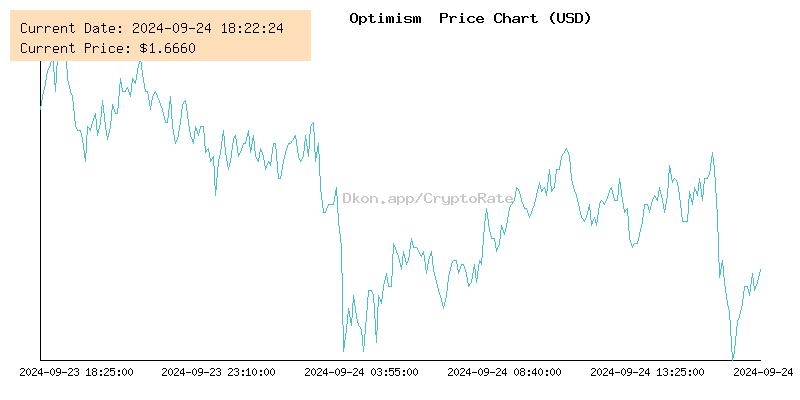 Optimism  Price Chart (USD)
Current Date: 2024-09-24 18:22:24
Current Price: $1.6660
Dkon.app/CryptoRate
2024-09-23 18:25:00 2024-09-23 23:10:00 2024-09-24 03:55:00 2024-09-24 08:40:00 2024-09-24 13:25:00 2024-09-24